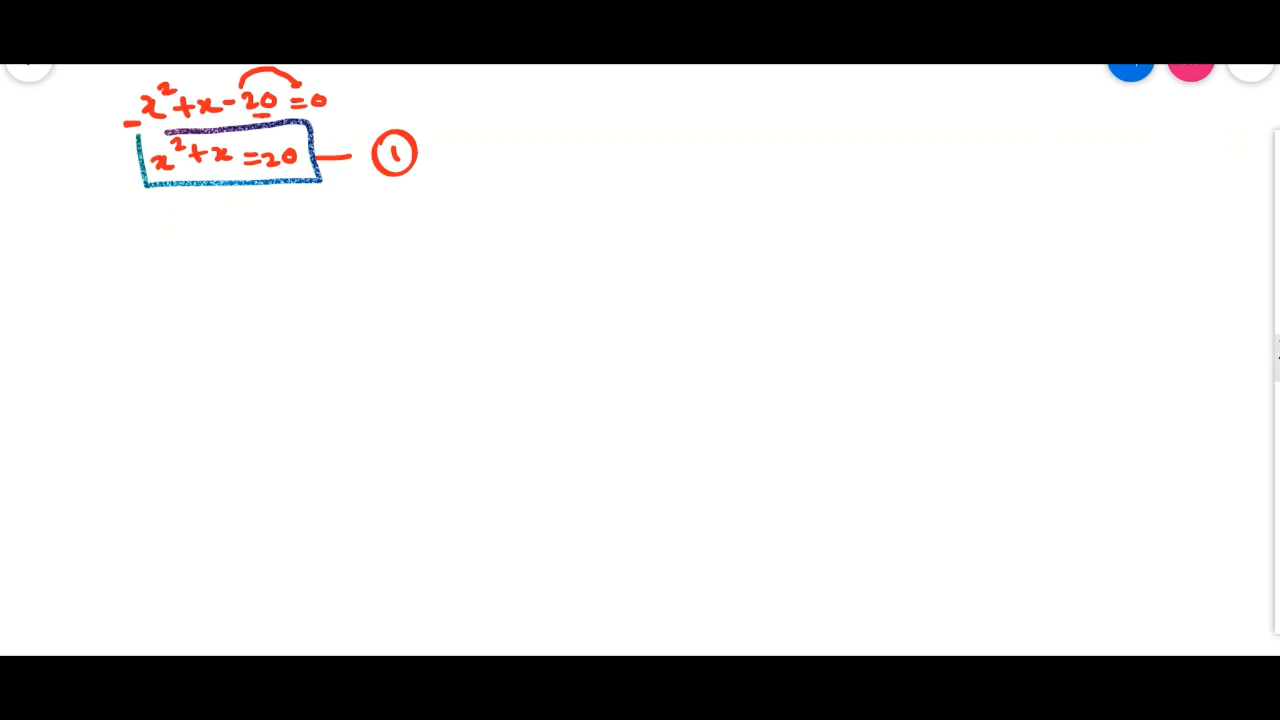 x²+x-20=0
x²+x=20 — ①